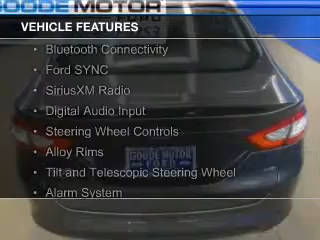 GOODE MOTOR
VEHICLE FEATURES
• Bluetooth Connectivity
• Ford SYNC
• SiriusXM Radio
• Digital Audio Input
• Steering Wheel Controls
• Alloy Rims
• Tilt and Telescopic Steering Wheel
• Alarm System
GOODE MOTOR
FORD